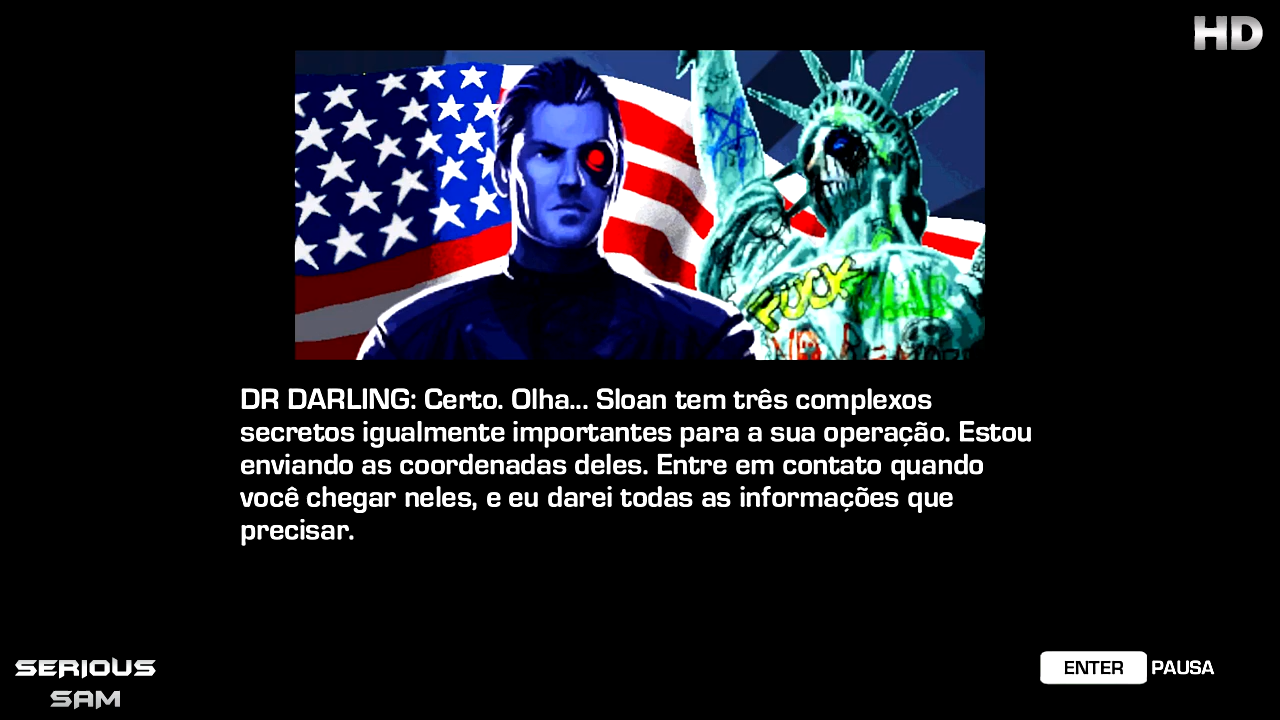 HD
FUCK
DR DARLING: Certo. Olha... Sloan tem três complexos
secretos igualmente importantes para a sua operação. Estou
enviando as coordenadas deles. Entre em contato quando
você chegar neles, e eu darei todas as informações que
precisar.
SERIOUS
SAM
ENTER PAUSA